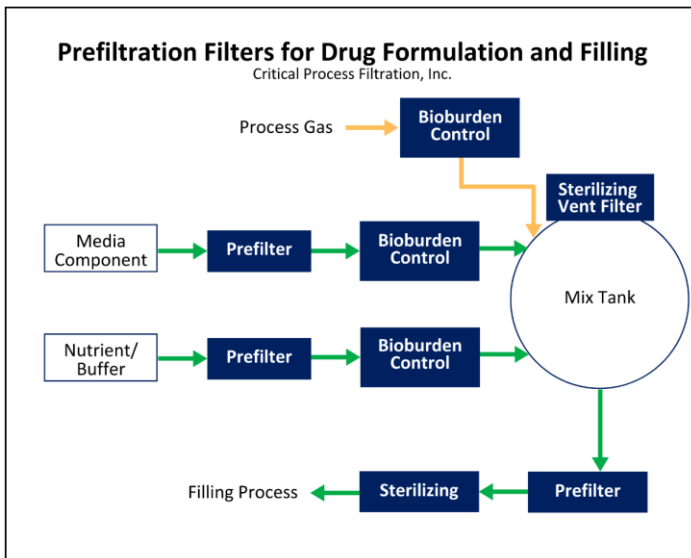 Prefiltration Filters for Drug Formulation and Filling
Critical Process Filtration, Inc.
Process Gas
Bioburden
Control
Sterilizing
Vent Filter
Media
Component
Prefilter
Bioburden
Control
Mix Tank
Nutrient/
Buffer
Prefilter
Bioburden
Control
Filling Process
Sterilizing
Prefilter